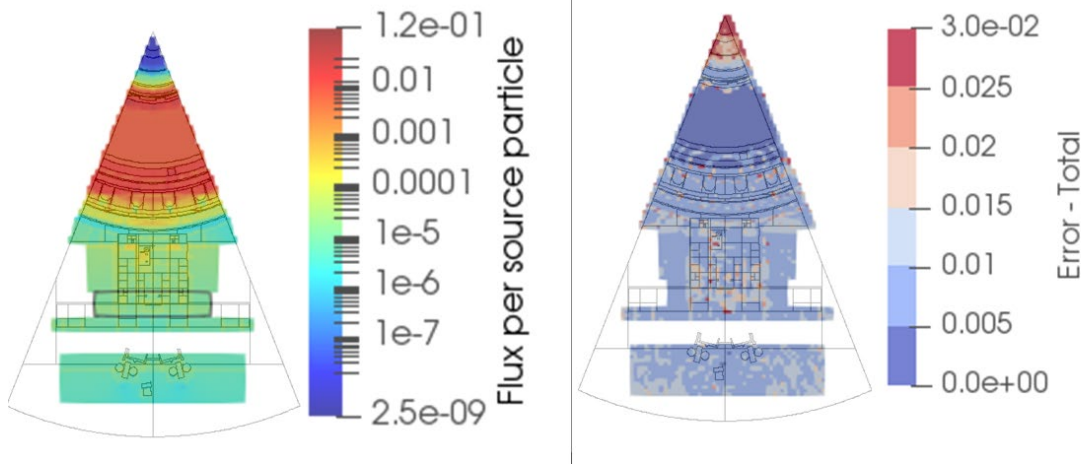 1.2e-01
0.01
0.001
0.0001
1e-5
1e-6
1e-7
2.5e-09
Flux per source particle
3.0e-02
0.025
0.02
0.015
0.01
0.005
0.0e+00
Error - Total